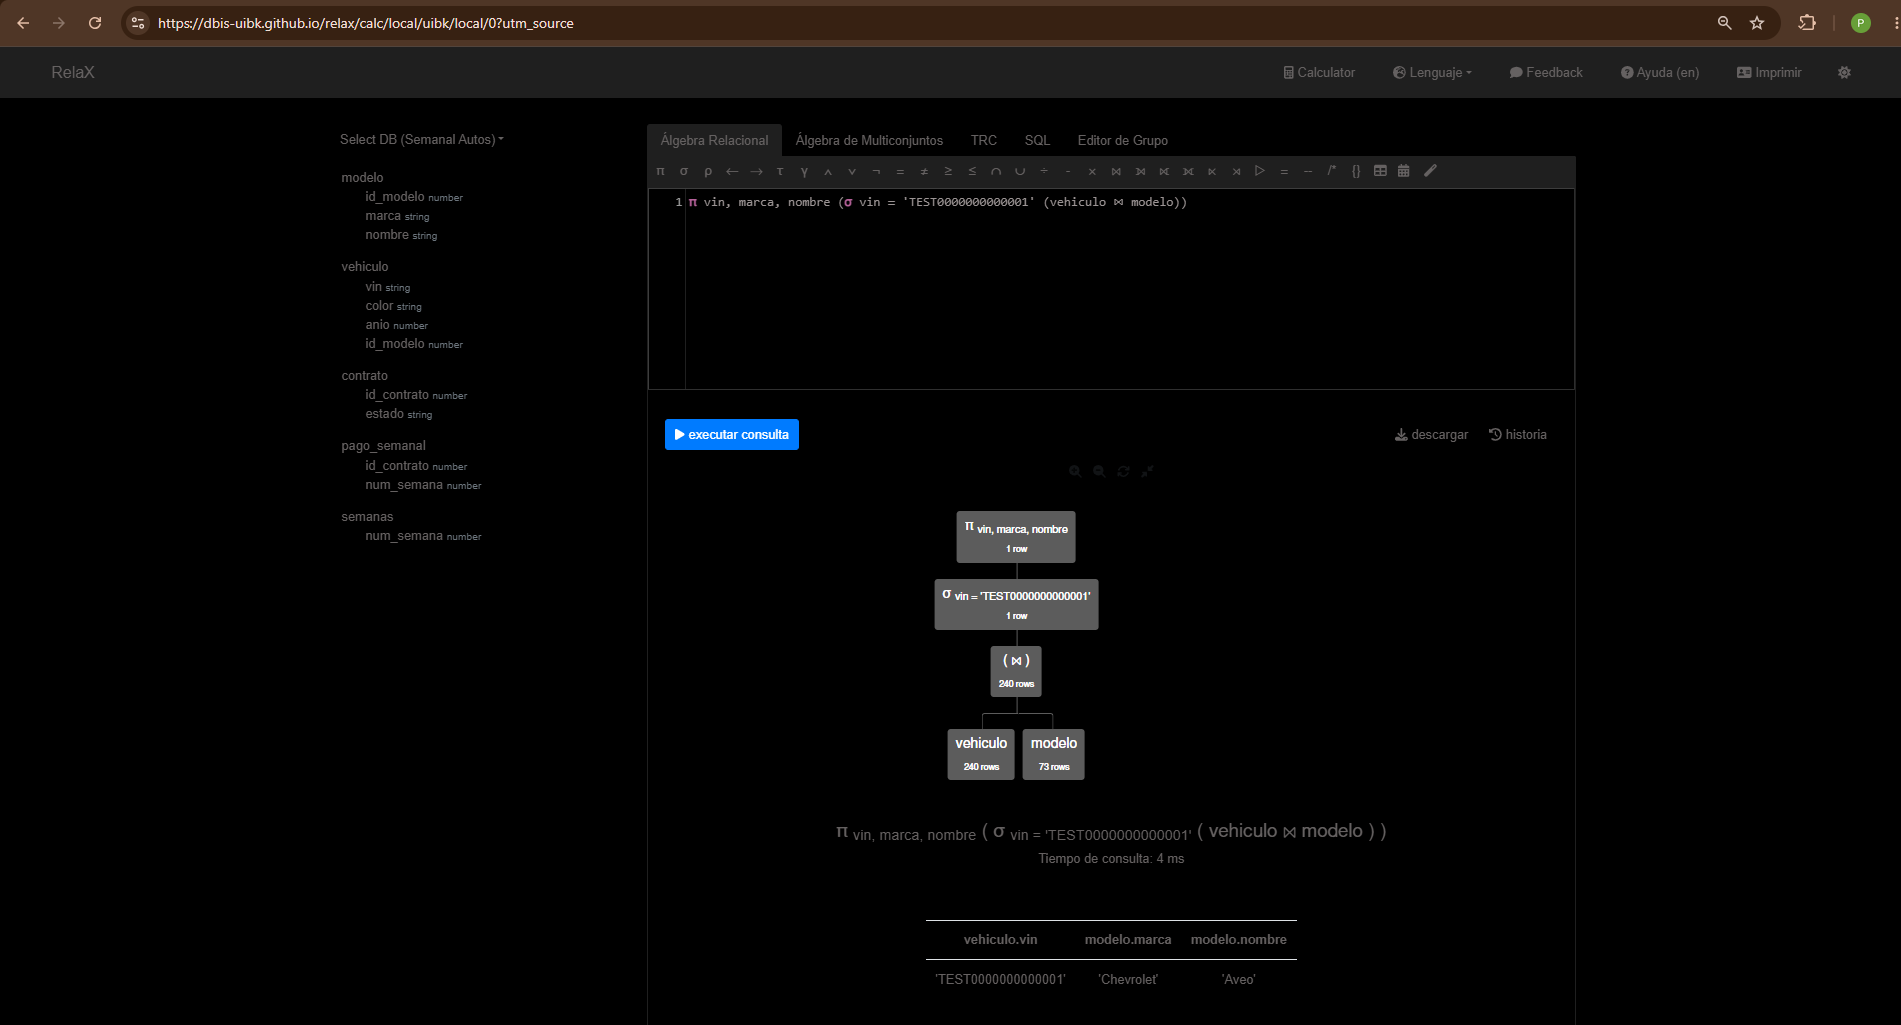 https://dbis-uibk.github.io/relax/calc/local/uibk/local/0?utm_source
P
RelaX
Calculator
Lenguaje
Feedback
Ayuda (en)
Imprimir
Select DB (Semanal Autos)
modelo
id_modelo number
marca string
nombre string
vehiculo
vin string
color string
anio number
id_modelo number
contrato
id_contrato number
estado string
pago_semanal
id_contrato number
num_semana number
semanas
num_semana number
Álgebra Relacional
Álgebra de Multiconjuntos
TRC
SQL
Editor de Grupo
π σ ρ ← → τ γ ∧ ∨ ¬ = ≠ ≥ ≤ ∩ ∪ ÷ - × ⋈ ⟕ ⟖ ⟗ ⋉ ⋊ ▷ = -- /* {}
1 π vin, marca, nombre (σ vin = 'TEST0000000000001' (vehiculo ⋈ modelo))
executar consulta
descargar
historia
π vin, marca, nombre
1 row
σ vin = 'TEST0000000000001'
1 row
( ⋈ )
240 rows
vehiculo
240 rows
modelo
73 rows
π vin, marca, nombre ( σ vin = 'TEST0000000000001' ( vehiculo ⋈ modelo ) )
Tiempo de consulta: 4 ms
vehiculo.vin modelo.marca modelo.nombre
'TEST0000000000001' 'Chevrolet' 'Aveo'